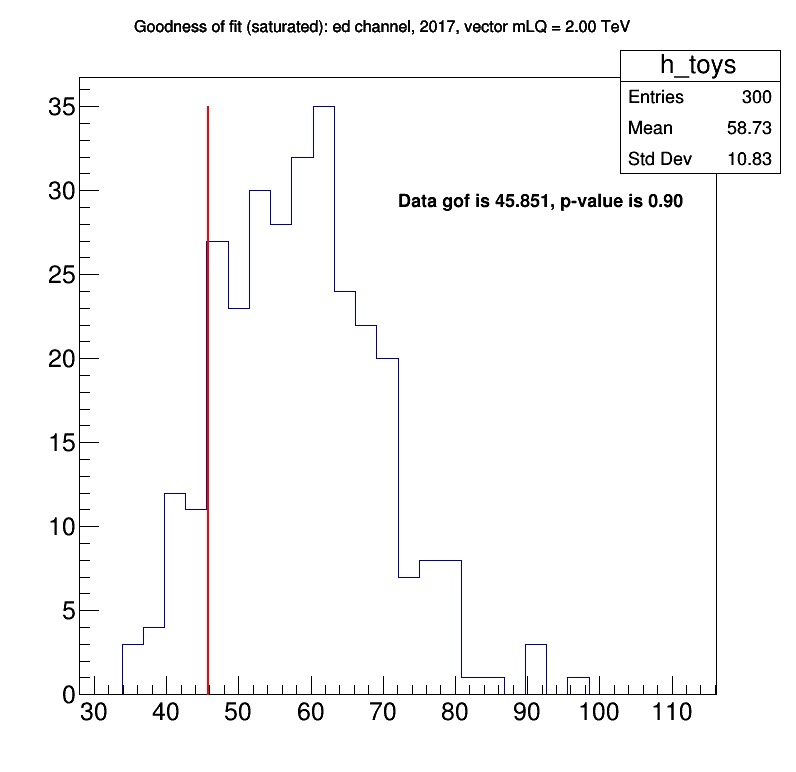 Goodness of fit (saturated): ed channel, 2017, vector mLQ = 2.00 TeV
h_toys
Entries 300
Mean 58.73
Std Dev 10.83
Data gof is 45.851, p-value is 0.90
35
30
25
20
15
10
5
0
30 40 50 60 70 80 90 100 110